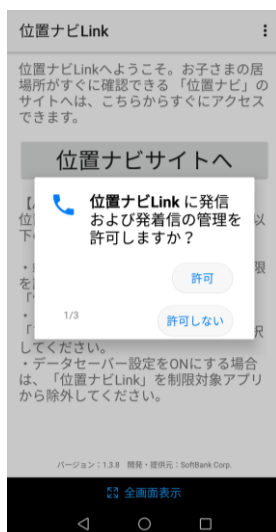 位置ナビLink
位置ナビLinkへようこそ。お子さまの居
場所がすぐに確認できる 「位置ナビ」の
サイトへは、こちらからすぐにアクセス
できます。
位置ナビサイトへ
位置ナビLink に発信
および発着信の管理を
許可しますか？
許可
1/3
許可しない
してください。
・データセーバー設定をONにする場合
は、「位置ナビLink」を制限対象アプリ
から除外してください。
バージョン：1.3.8 開発・提供元：SoftBank Corp.
全画面表示